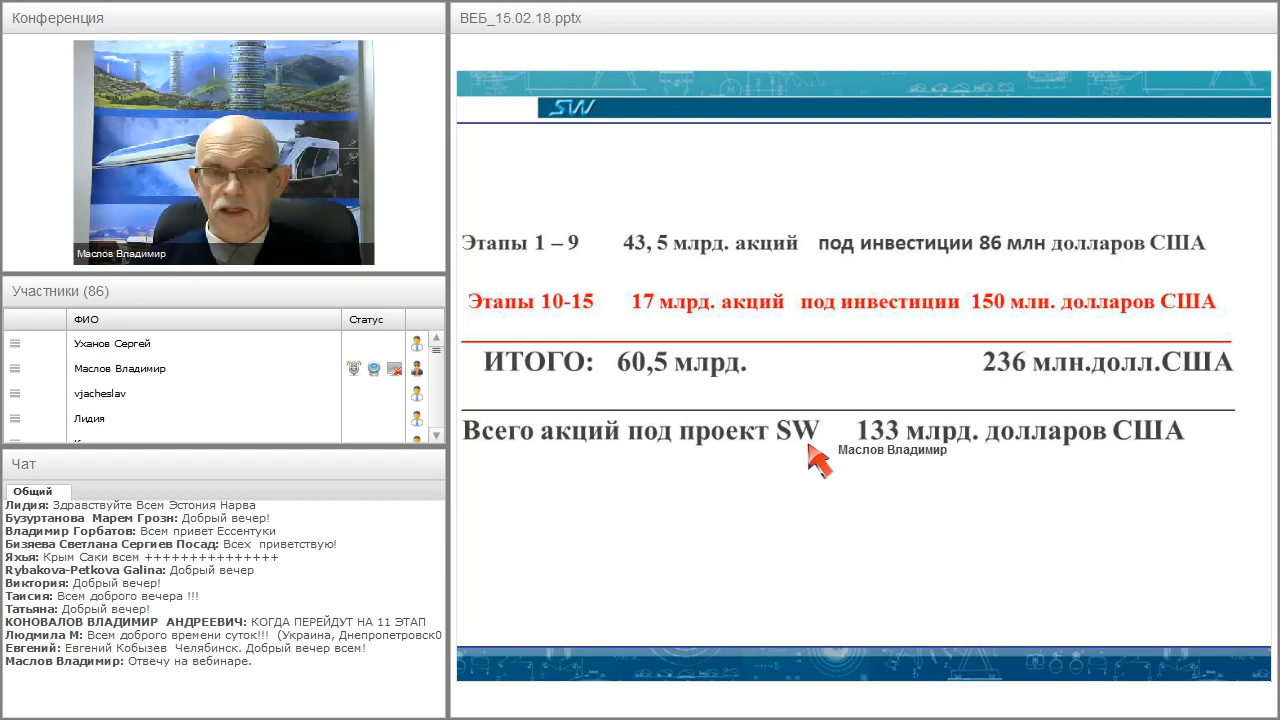 Конференция
Маслов Владимир
Участники (86)
ФИО Статус
Уханов Сергей
Маслов Владимир
vjacheslav
Лидия
Чат
Общий
Лидия: Здравствуйте Всем Эстония Нарва
Бузуртанова Марем Грозн: Добрый вечер!
Владимир Горбатов: Всем привет Ессентуки
Бизяева Светлана Сергиев Посад: Всех приветствую!
Яхья: Крым Саки всем +++++++++++++++
Rybakova-Petkova Galina: Добрый вечер
Виктория: Добрый вечер!
Таисия: Всем доброго вечера !!!
Татьяна: Добрый вечер!
КОНОВАЛОВ ВЛАДИМИР АНДРЕЕВИЧ: КОГДА ПЕРЕЙДУТ НА 11 ЭТАП
Людмила М: Всем доброго времени суток!!! (Украина, Днепропетровск0
Евгений: Евгений Кобызев Челябинск. Добрый вечер всем!
Маслов Владимир: Отвечу на вебинаре.
ВЕБ_15.02.18.pptx
SW
Этапы 1 – 9 43, 5 млрд. акций под инвестиции 86 млн долларов США
Этапы 10-15 17 млрд. акций под инвестиции 150 млн. долларов США
ИТОГО: 60,5 млрд. 236 млн.долл.США
Всего акций под проект SW 133 млрд. долларов США
Маслов Владимир